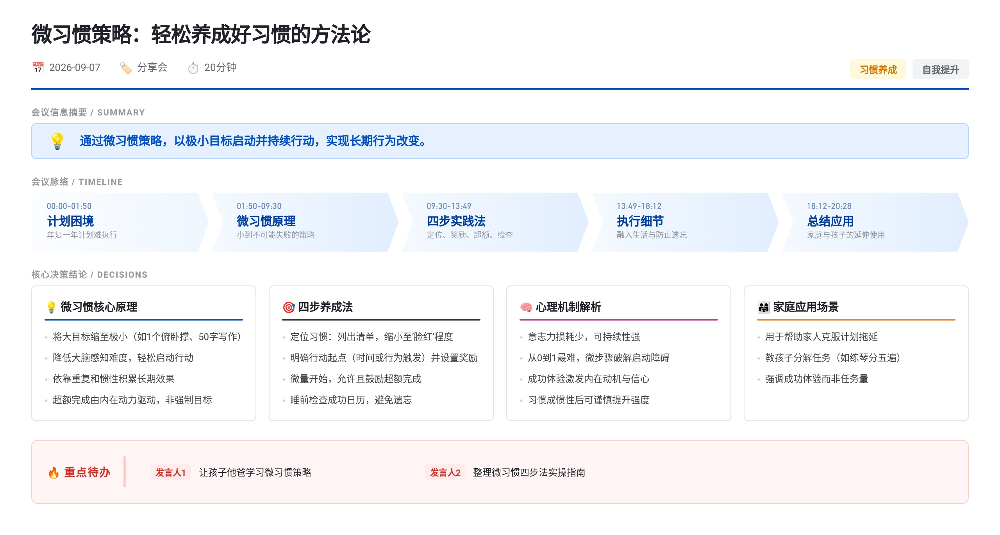 微习惯策略：轻松养成好习惯的方法论
📅 2026-09-07 🏷️ 分享会 ⏱️ 20分钟
习惯养成 自我提升
会议信息摘要 / SUMMARY
💡 通过微习惯策略，以极小目标启动并持续行动，实现长期行为改变。
会议脉络 / TIMELINE
00:00-01:50
计划困境
年复一年计划难执行
01:50-09:30
微习惯原理
小到不可能失败的策略
09:30-13:49
四步实践法
定位、奖励、超额、检查
13:49-18:12
执行细节
融入生活与防止遗忘
18:12-20:28
总结应用
家庭与孩子的延伸使用
核心决策结论 / DECISIONS
💡 微习惯核心原理
• 将大目标缩至极小（如1个俯卧撑、50字写作）
• 降低大脑感知难度，轻松启动行动
• 依靠重复和惯性积累长期效果
• 超额完成由内在动力驱动，非强制目标
🎯 四步养成法
• 定位习惯：列出清单，缩小至‘脸红’程度
• 明确行动起点（时间或行为触发）并设置奖励
• 微量开始，允许且鼓励超额完成
• 睡前检查成功日历，避免遗忘
🧠 心理机制解析
• 意志力损耗少，可持续性强
• 从0到1最难，微步骤破解启动障碍
• 成功体验激发内在动机与信心
• 习惯成惯性后可谨慎提升强度
👨‍👩‍👧‍👦 家庭应用场景
• 用于帮助家人克服计划拖延
• 教孩子分解任务（如练琴分五遍）
• 强调成功体验而非任务量
🔥 重点待办
发言人1 让孩子他爸学习微习惯策略
发言人2 整理微习惯四步法实操指南